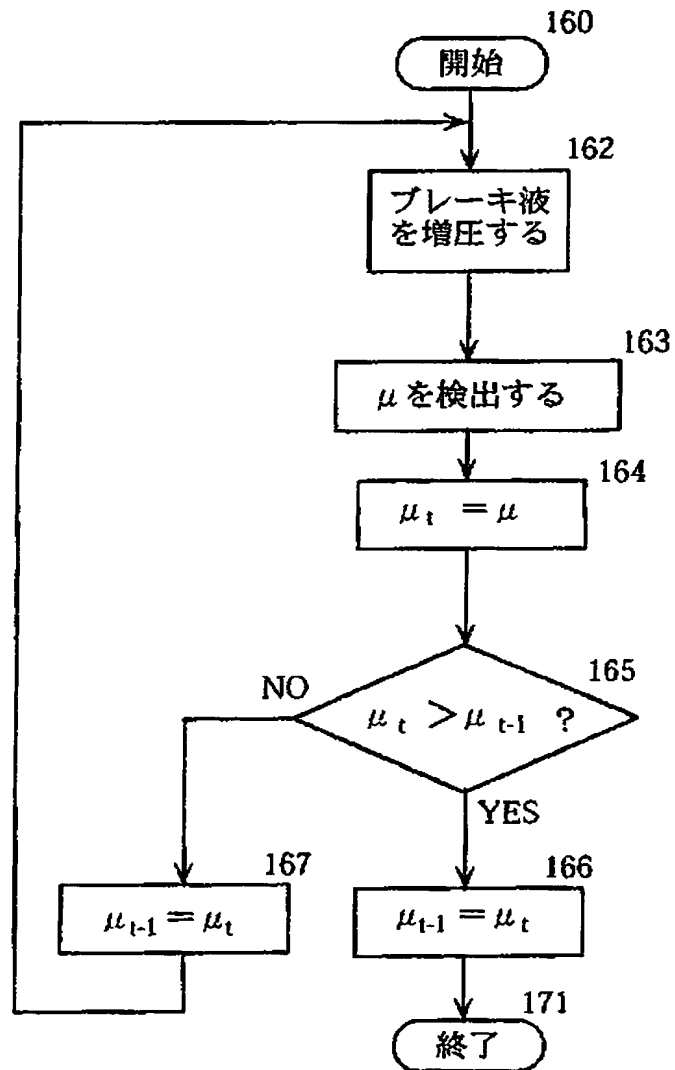 160
開始
162
ブレーキ液
を増圧する
163
μを検出する
164
μt = μ
165
NO
μt > μt-1 ?
YES
167
μt-1 = μt
166
μt-1 = μt
171
終了